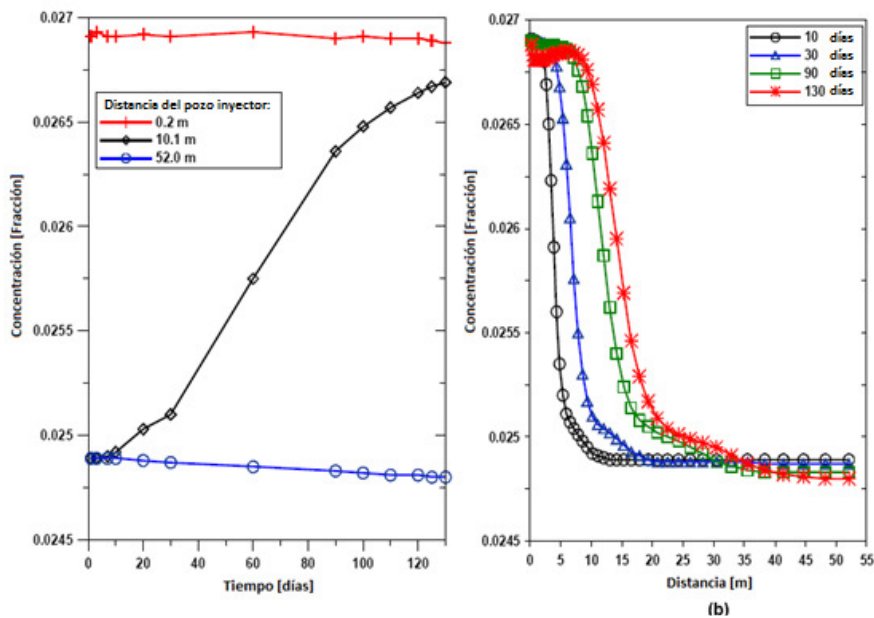 0.027
0.0265
0.026
0.0255
0.025
0.0245
Concentración [Fracción]
Distancia del pozo inyector:
0.2 m
10.1 m
52.0 m
0 20 40 60 80 100 120
Tiempo [días]
0.027
0.0265
0.026
0.0255
0.025
0.0245
Concentración [Fracción]
10 días
30 días
90 días
130 días
0 5 10 15 20 25 30 35 40 45 50 55
Distancia [m]
(b)